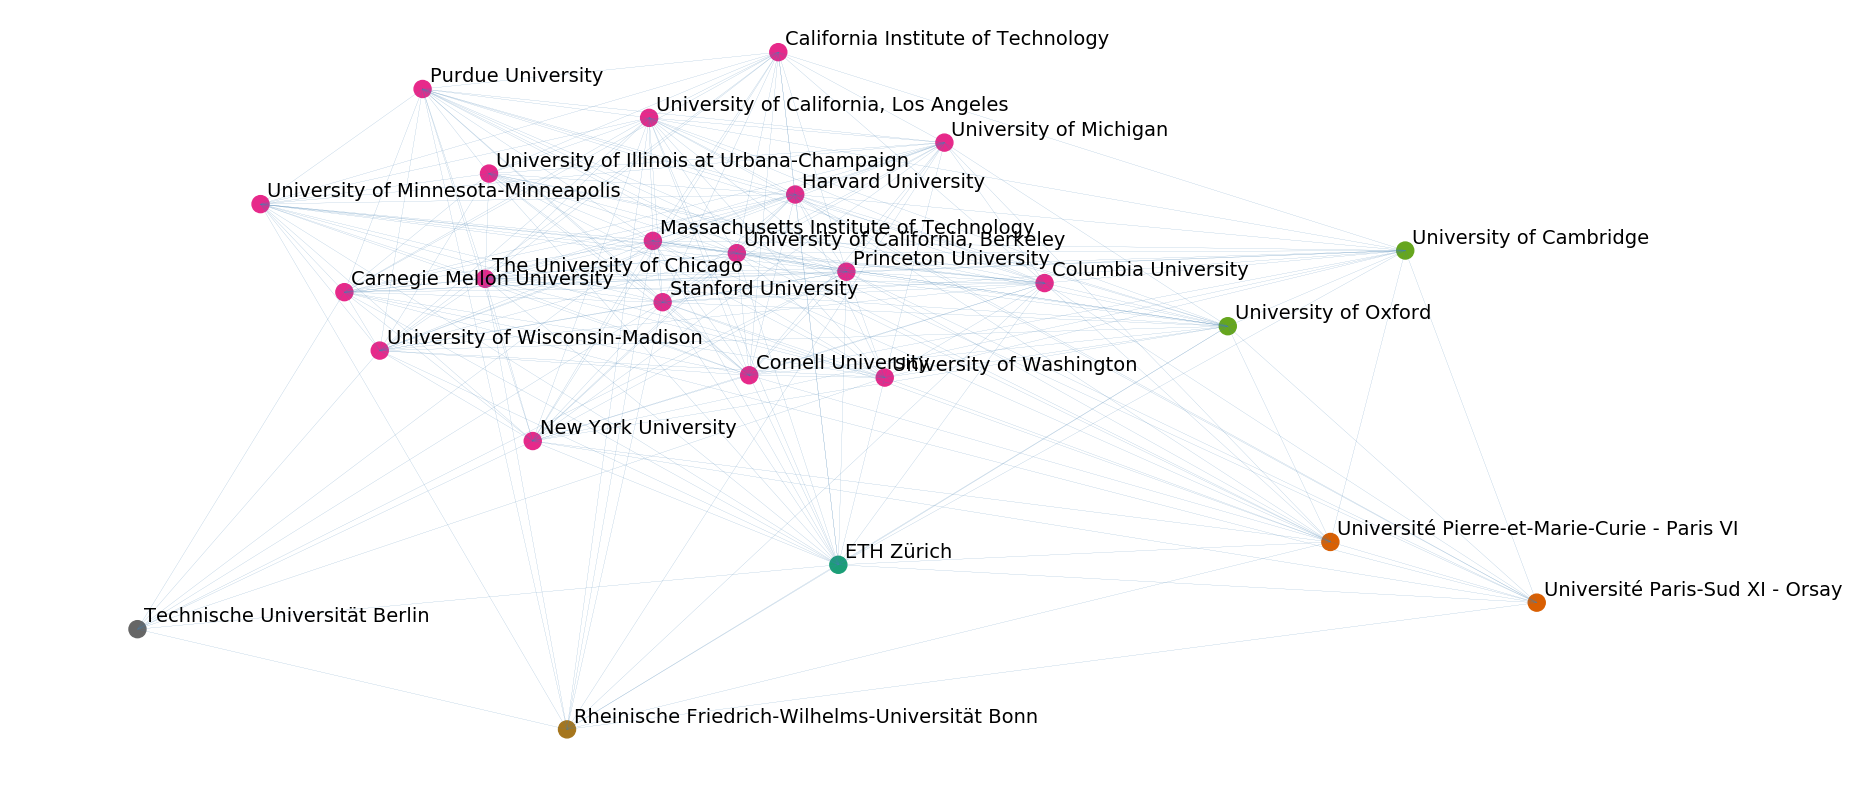 California Institute of Technology
Purdue University
University of California, Los Angeles
University of Michigan
University of Illinois at Urbana-Champaign
Harvard University
University of Minnesota-Minneapolis
Massachusetts Institute of Technology
University of California, Berkeley
University of Cambridge
Princeton University
The University of Chicago
Columbia University
Carnegie Mellon University
Stanford University
University of Oxford
University of Wisconsin-Madison
Cornell University
University of Washington
New York University
Université Pierre-et-Marie-Curie - Paris VI
ETH Zürich
Université Paris-Sud XI - Orsay
Technische Universität Berlin
Rheinische Friedrich-Wilhelms-Universität Bonn